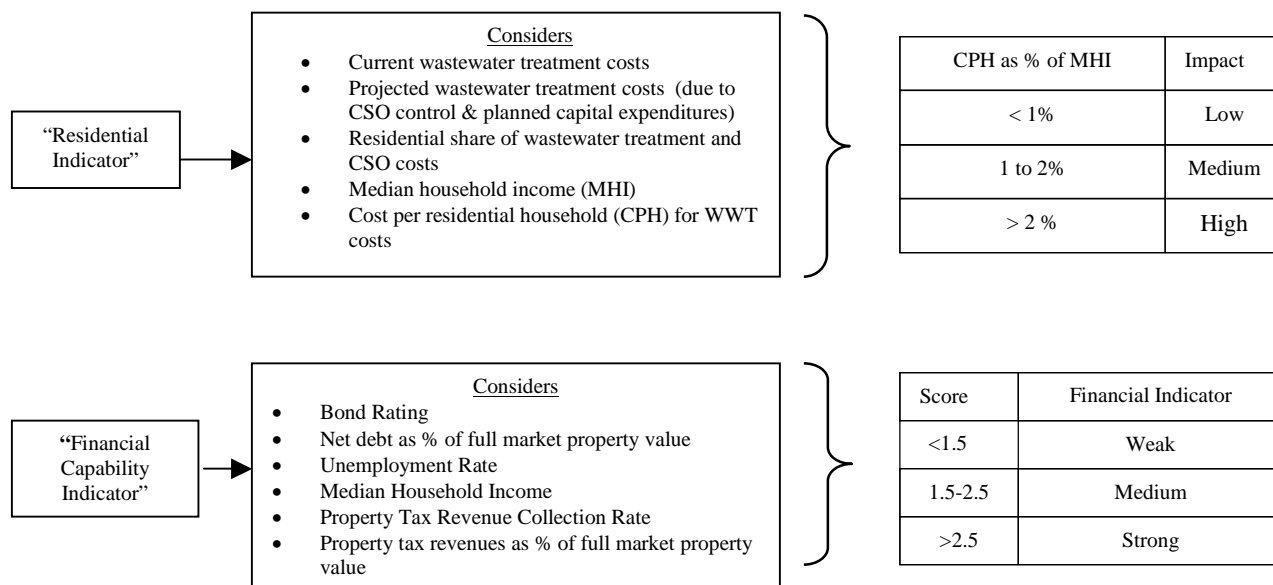 “Residential
Indicator”
Considers
• Current wastewater treatment costs
• Projected wastewater treatment costs (due to
CSO control & planned capital expenditures)
• Residential share of wastewater treatment and
CSO costs
• Median household income (MHI)
• Cost per residential household (CPH) for WWT
costs
CPH as % of MHI Impact
< 1% Low
1 to 2% Medium
> 2 % High
“Financial
Capability
Indicator”
Considers
• Bond Rating
• Net debt as % of full market property value
• Unemployment Rate
• Median Household Income
• Property Tax Revenue Collection Rate
• Property tax revenues as % of full market property
value
Score Financial Indicator
<1.5 Weak
1.5-2.5 Medium
>2.5 Strong